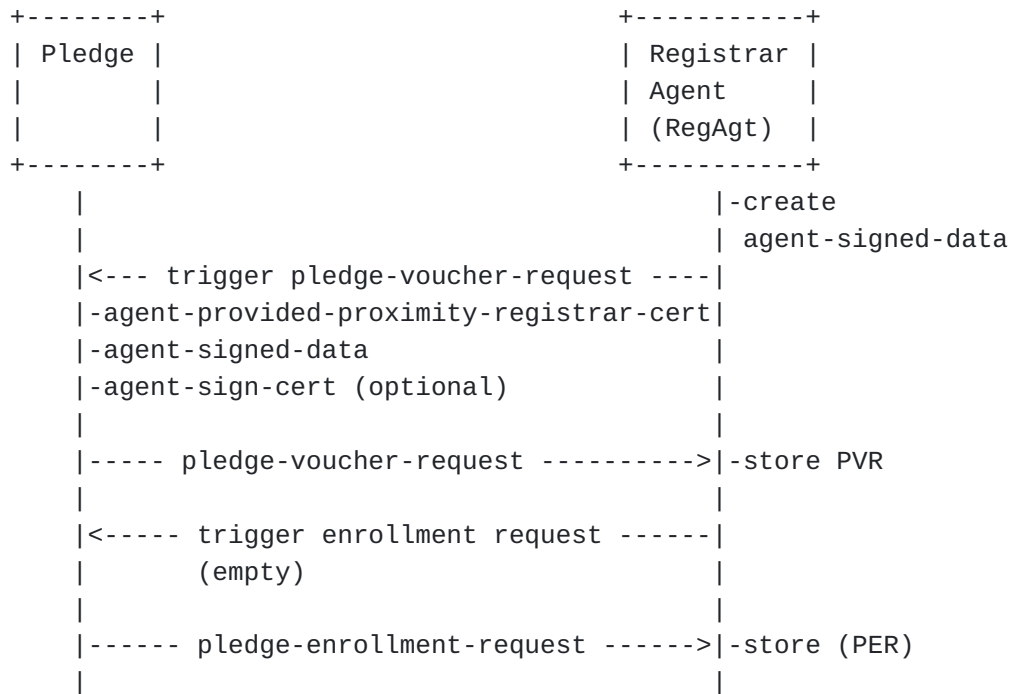 +--------+                             +-----------+
| Pledge |                             | Registrar |
|        |                             | Agent     |
|        |                             | (RegAgt)  |
+--------+                             +-----------+
    |                                        |-create
    |                                        | agent-signed-data
    |<--- trigger pledge-voucher-request ----|
    |-agent-provided-proximity-registrar-cert|
    |-agent-signed-data                      |
    |-agent-sign-cert (optional)             |
    |                                        |
    |----- pledge-voucher-request ---------->|-store PVR
    |                                        |
    |<----- trigger enrollment request ------|
    |       (empty)                          |
    |                                        |
    |------ pledge-enrollment-request ------>|-store (PER)
    |                                        |